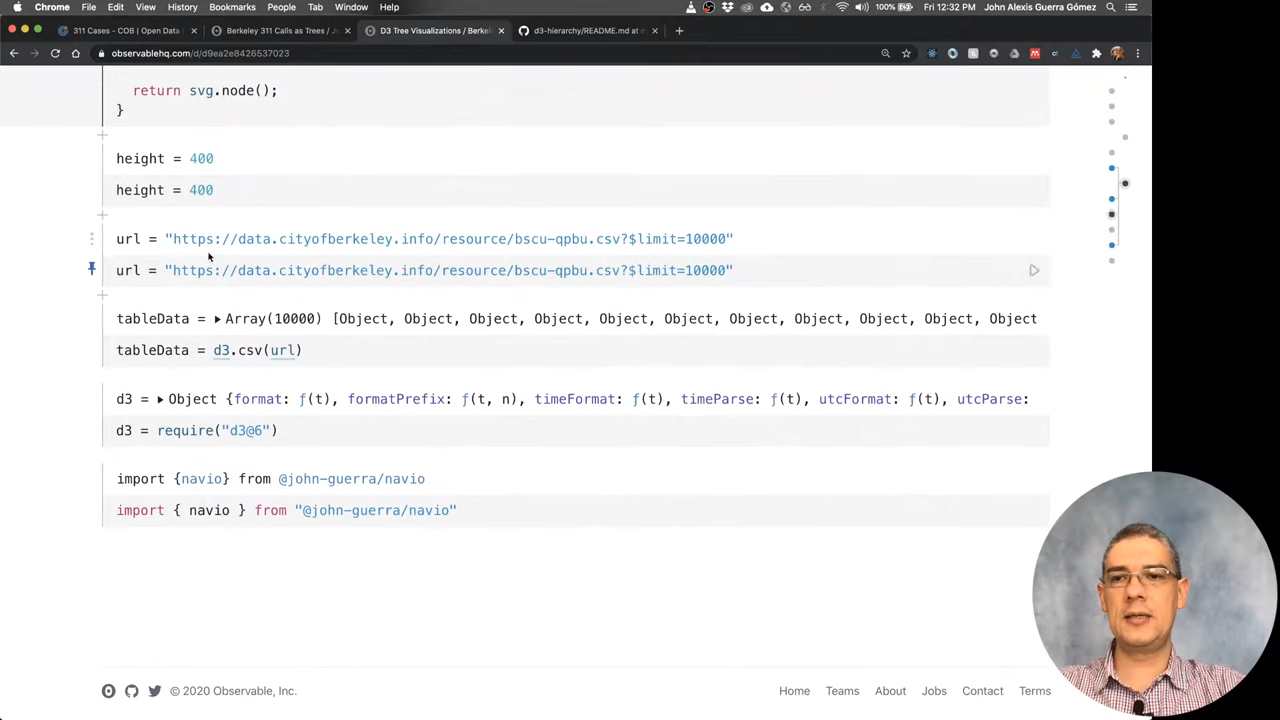 Chrome File Edit View History Bookmarks People Tab Window Help 100% Fri 12:32 PM John Alexis Guerra Gómez
311 Cases - COB | Open Data Berkeley 311 Calls as Trees / J D3 Tree Visualizations / Berkel d3-hierarchy/README.md at
observablehq.com/d/d9ea2e8426537023
return svg.node();
}
height = 400
height = 400
url = "https://data.cityofberkeley.info/resource/bscu-qpbu.csv?$limit=10000"
url = "https://data.cityofberkeley.info/resource/bscu-qpbu.csv?$limit=10000"
tableData = ▸Array(10000) [Object, Object, Object, Object, Object, Object, Object, Object, Object, Object, Object
tableData = d3.csv(url)
d3 = ▸Object {format: ƒ(t), formatPrefix: ƒ(t, n), timeFormat: ƒ(t), timeParse: ƒ(t), utcFormat: ƒ(t), utcParse:
d3 = require("d3@6")
import {navio} from @john-guerra/navio
import { navio } from "@john-guerra/navio"
© 2020 Observable, Inc. Home Teams About Jobs Contact Terms